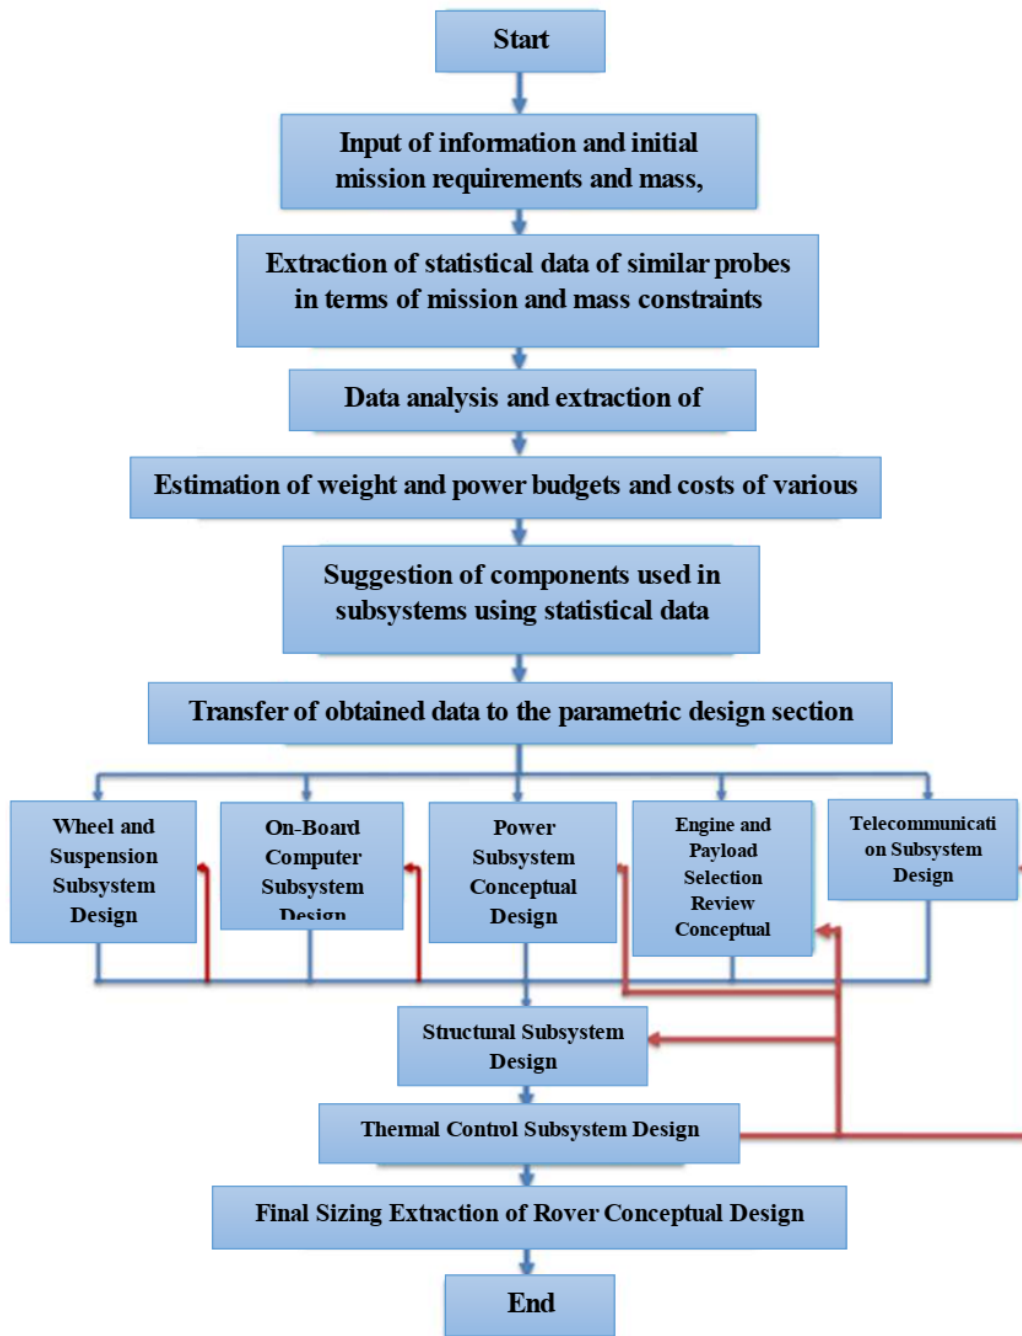 Start
Input of information and initial
mission requirements and mass,
Extraction of statistical data of similar probes
in terms of mission and mass constraints
Data analysis and extraction of
Estimation of weight and power budgets and costs of various
Suggestion of components used in
subsystems using statistical data
Transfer of obtained data to the parametric design section
Wheel and
Suspension
Subsystem
Design
On-Board
Computer
Subsystem
Design
Power
Subsystem
Conceptual
Design
Engine and
Payload
Selection
Review
Conceptual
Telecommunicati
on Subsystem
Design
Structural Subsystem
Design
Thermal Control Subsystem Design
Final Sizing Extraction of Rover Conceptual Design
End